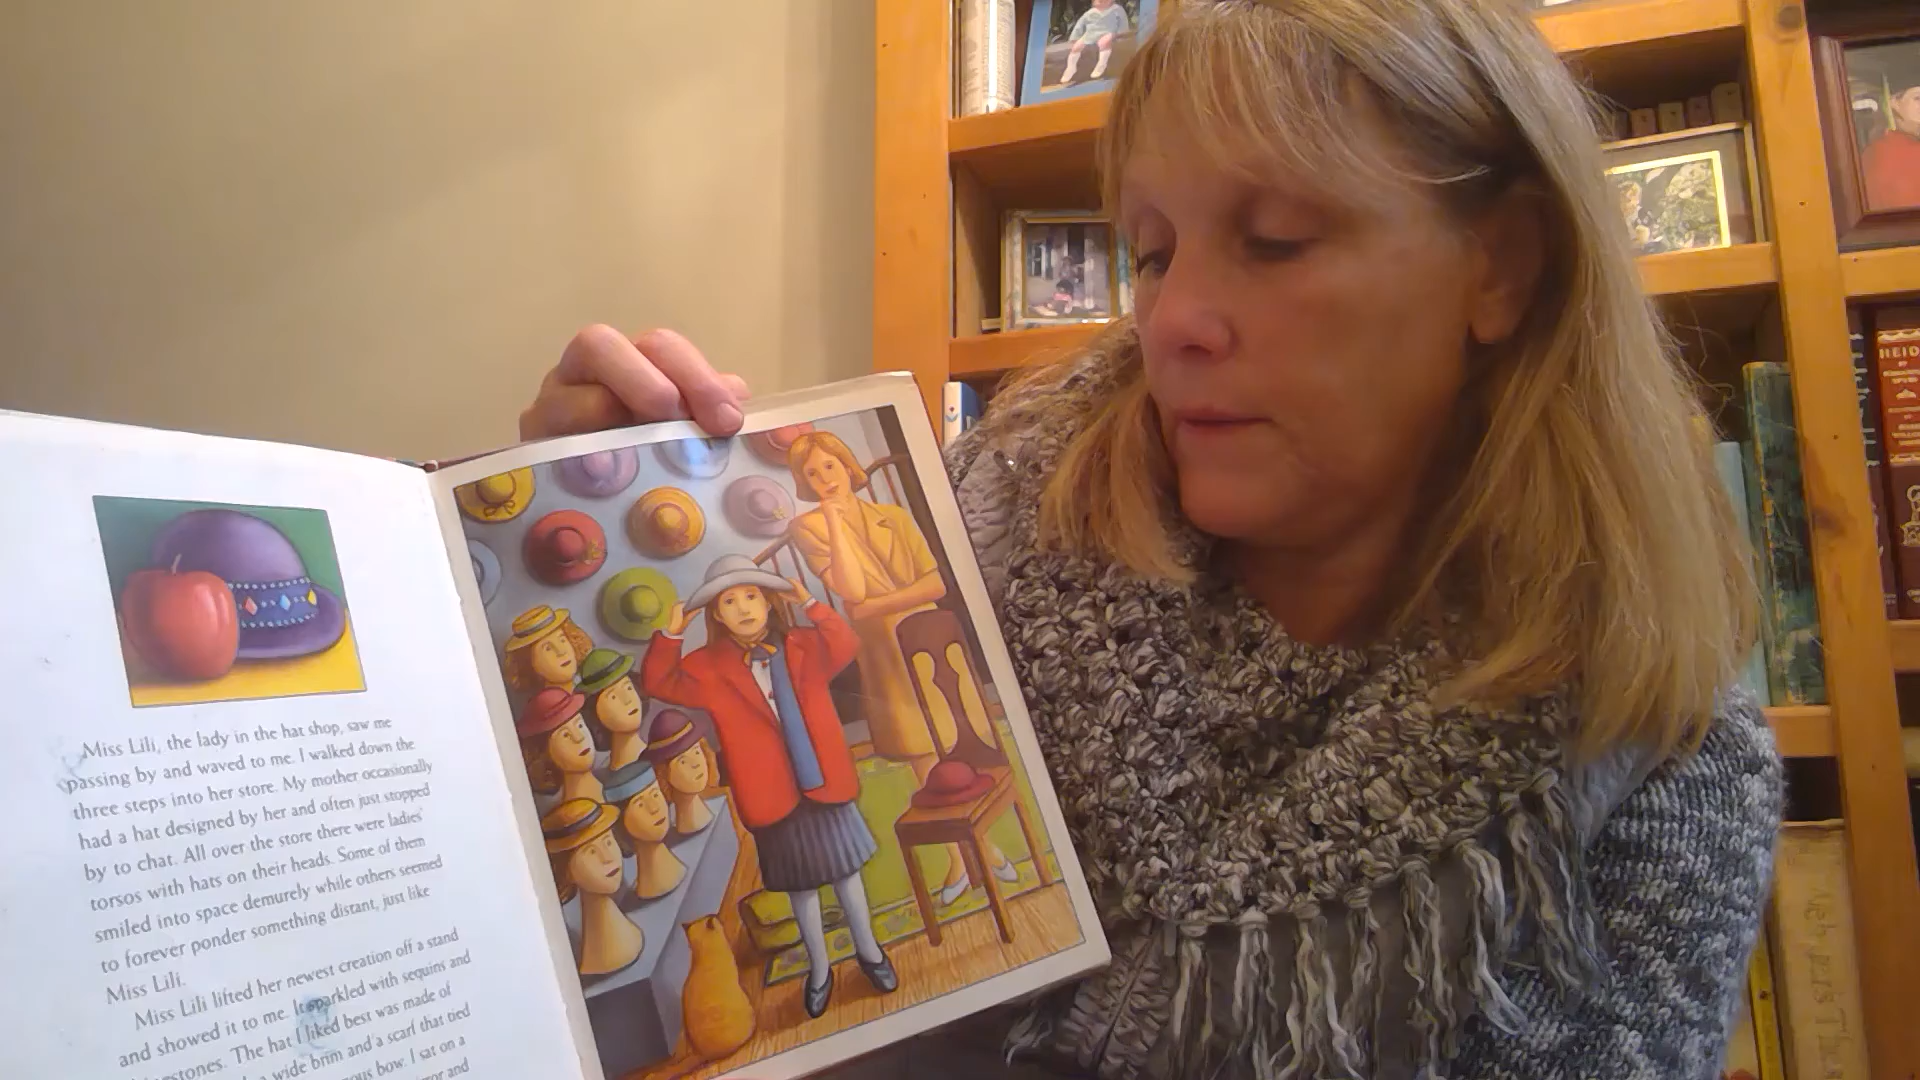 Miss Lili, the lady in the hat shop, saw me
passing by and waved to me. I walked down the
three steps into her store. My mother occasionally
had a hat designed by her and often just stopped
by to chat. All over the store there were ladies'
torsos with hats on their heads. Some of them
smiled into space demurely while others seemed
to forever ponder something distant, just like
Miss Lili.
Miss Lili lifted her newest creation off a stand
and showed it to me. It sparkled with sequins and
The hat I liked best was made of
wide brim and a scarf that tied
bow. I sat on a
and